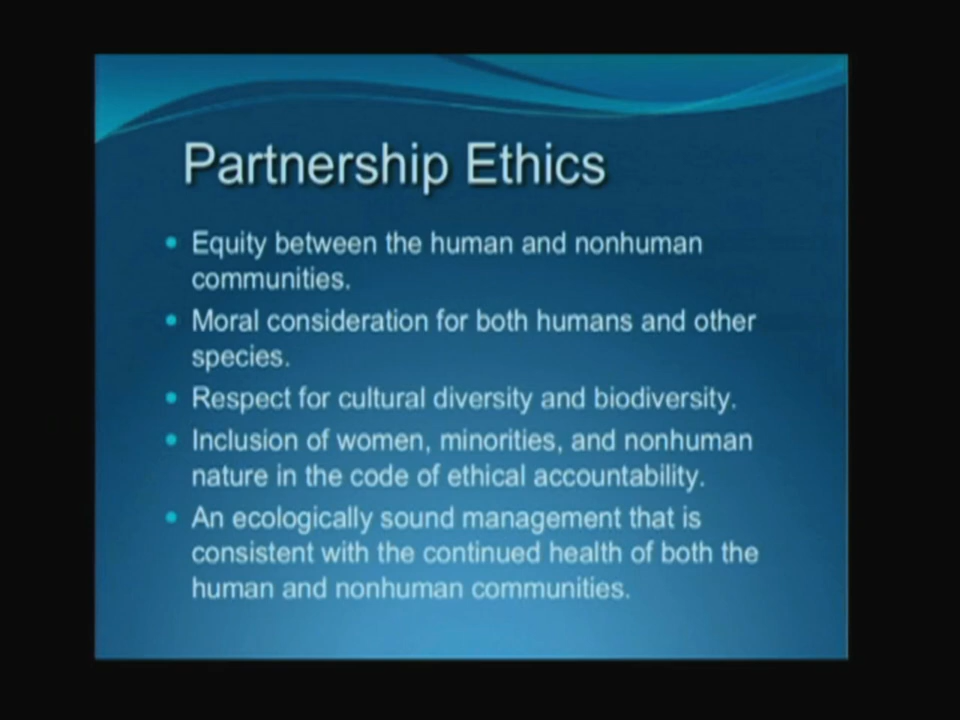 Partnership Ethics
• Equity between the human and nonhuman
communities.
• Moral consideration for both humans and other
species.
• Respect for cultural diversity and biodiversity.
• Inclusion of women, minorities, and nonhuman
nature in the code of ethical accountability.
• An ecologically sound management that is
consistent with the continued health of both the
human and nonhuman communities.